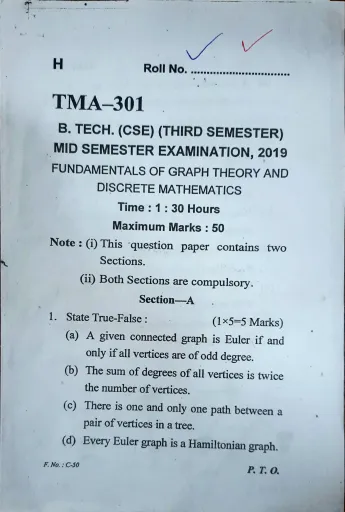 H
Roll No. ................................
TMA–301
B. TECH. (CSE) (THIRD SEMESTER)
MID SEMESTER EXAMINATION, 2019
FUNDAMENTALS OF GRAPH THEORY AND
DISCRETE MATHEMATICS
Time : 1 : 30 Hours
Maximum Marks : 50
Note : (i) This question paper contains two
Sections.
(ii) Both Sections are compulsory.
Section—A
1. State True-False : (1×5=5 Marks)
(a) A given connected graph is Euler if and
only if all vertices are of odd degree.
(b) The sum of degrees of all vertices is twice
the number of vertices.
(c) There is one and only one path between a
pair of vertices in a tree.
(d) Every Euler graph is a Hamiltonian graph.
F. No. : C-50
P. T. O.